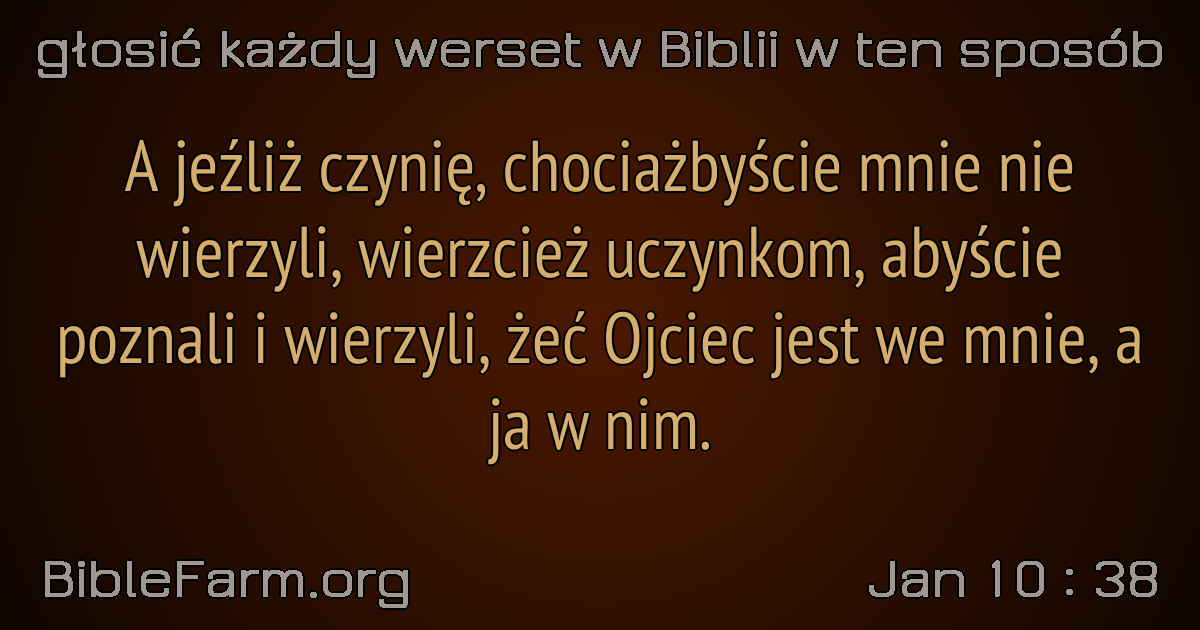 głosić każdy werset w Biblii w ten sposób
A jeźliż czynię, chociażbyście mnie nie
wierzyli, wierzcież uczynkom, abyście
poznali i wierzyli, żeć Ojciec jest we mnie, a
ja w nim.
BibleFarm.org
Jan 10 : 38